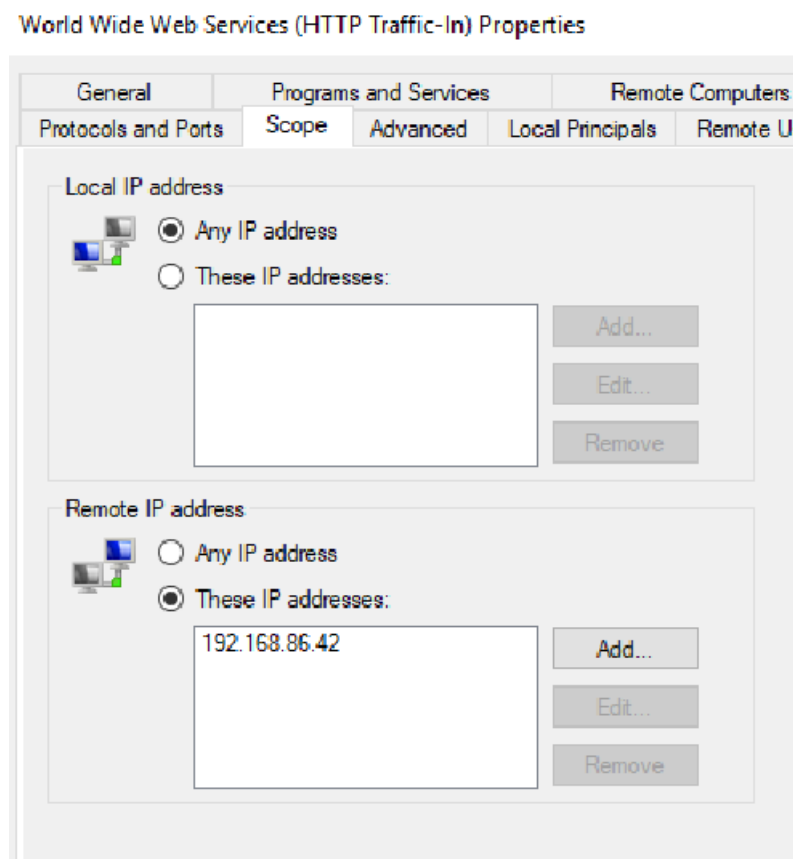 World Wide Web Services (HTTP Traffic-In) Properties
General Programs and Services Remote Computers
Protocols and Ports Scope Advanced Local Principals Remote U
Local IP address
Any IP address
These IP addresses:
Add...
Edit...
Remove
Remote IP address
Any IP address
These IP addresses:
192.168.86.42
Add...
Edit...
Remove